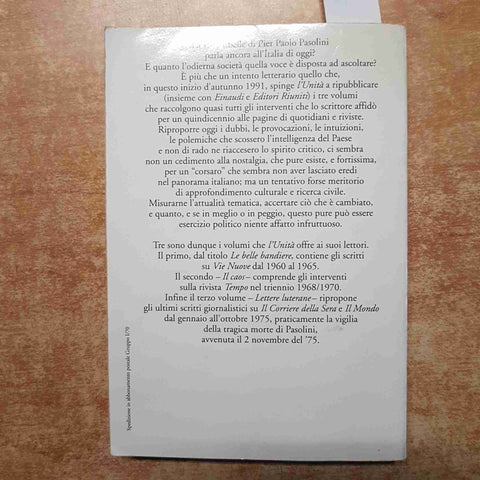 ribelle di Pier Paolo Pasolini
parla ancora all'Italia di oggi?
E quanto l'odierna società quella voce è disposta ad ascoltare?
È più che un intento letterario quello che,
in questo inizio d'autunno 1991, spinge l'Unità a ripubblicare
(insieme con Einaudi e Editori Riuniti) i tre volumi
che raccolgono quasi tutti gli interventi che lo scrittore affidò
per un quindicennio alle pagine di quotidiani e riviste.
Riproporre oggi i dubbi, le provocazioni, le intuizioni,
le polemiche che scossero l'intelligenza del Paese
e non di rado ne riaccesero lo spirito critico, ci sembra
non un cedimento alla nostalgia, che pure esiste, e fortissima,
per un "corsaro" che sembra non aver lasciato eredi
nel panorama italiano; ma un tentativo forse meritorio
di approfondimento culturale e ricerca civile.
Misurarne l'attualità tematica, accertare ciò che è cambiato,
e quanto, e se in meglio o in peggio, questo pure può essere
esercizio politico niente affatto infruttuoso.
Tre sono dunque i volumi che l'Unità offre ai suoi lettori.
Il primo, dal titolo Le belle bandiere, contiene gli scritti
su Vie Nuove dal 1960 al 1965.
Il secondo – Il caos – comprende gli interventi
sulla rivista Tempo nel triennio 1968/1970.
Infine il terzo volume – Lettere luterane – ripropone
gli ultimi scritti giornalistici su Il Corriere della Sera e Il Mondo
dal gennaio all'ottobre 1975, praticamente la vigilia
della tragica morte di Pasolini,
avvenuta il 2 novembre del '75.
Spedizione in abbonamento postale Gruppo I/70